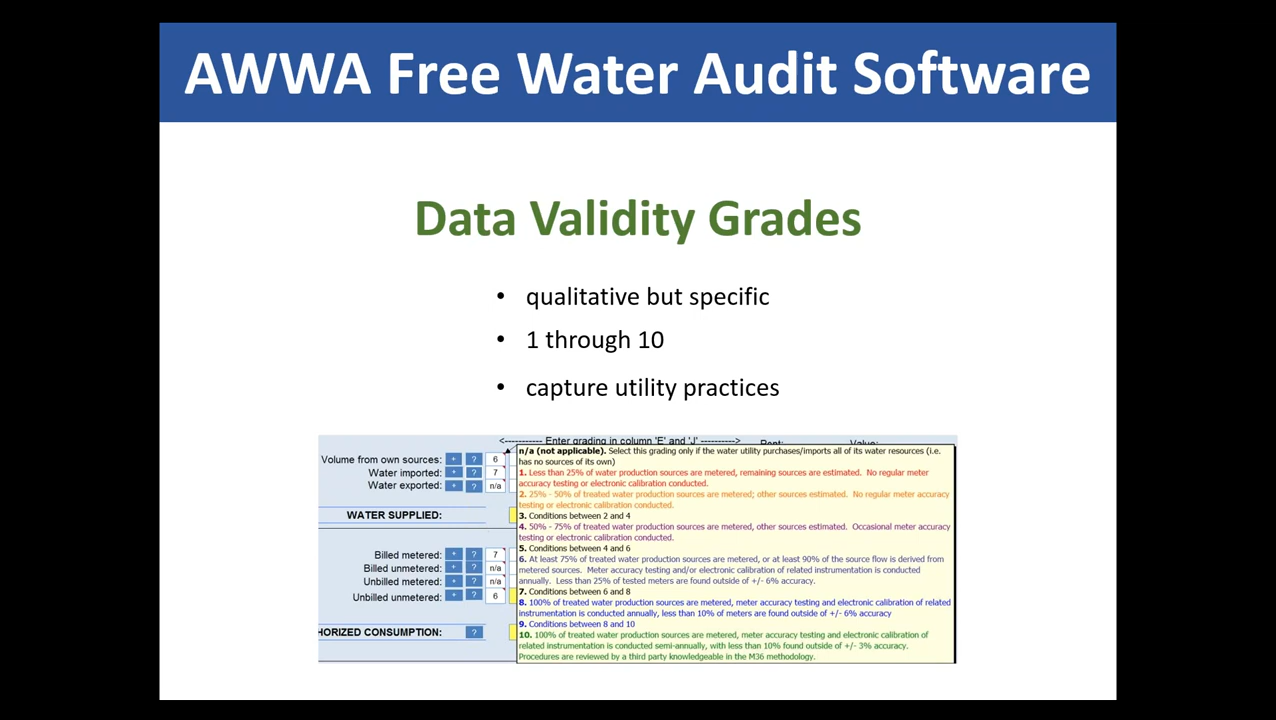 AWWA Free Water Audit Software
Data Validity Grades
• qualitative but specific
• 1 through 10
• capture utility practices
<----------- Enter grading in column 'E' and 'J' ---------->
Volume from own sources: + ? 6
Water imported: + ? 7
Water exported: + ? n/a
WATER SUPPLIED:
Billed metered: + ? 7
Billed unmetered: + ? n/a
Unbilled metered: + ? n/a
Unbilled unmetered: + ? 6
HORIZED CONSUMPTION: ?
n/a (not applicable). Select this grading only if the water utility purchases/imports all of its water resources (i.e.
has no sources of its own)
1. Less than 25% of water production sources are metered, remaining sources are estimated. No regular meter
accuracy testing or electronic calibration conducted.
2. 25% - 50% of treated water production sources are metered; other sources estimated. No regular meter accuracy
testing or electronic calibration conducted.
3. Conditions between 2 and 4
4. 50% - 75% of treated water production sources are metered, other sources estimated. Occasional meter accuracy
testing or electronic calibration conducted.
5. Conditions between 4 and 6
6. At least 75% of treated water production sources are metered, or at least 90% of the source flow is derived from
metered sources. Meter accuracy testing and/or electronic calibration of related instrumentation is conducted
annually. Less than 25% of tested meters are found outside of +/- 6% accuracy.
7. Conditions between 6 and 8
8. 100% of treated water production sources are metered, meter accuracy testing and electronic calibration of related
instrumentation is conducted annually, less than 10% of meters are found outside of +/- 6% accuracy
9. Conditions between 8 and 10
10. 100% of treated water production sources are metered, meter accuracy testing and electronic calibration of
related instrumentation is conducted semi-annually, with less than 10% found outside of +/- 3% accuracy.
Procedures are reviewed by a third party knowledgeable in the M36 methodology.